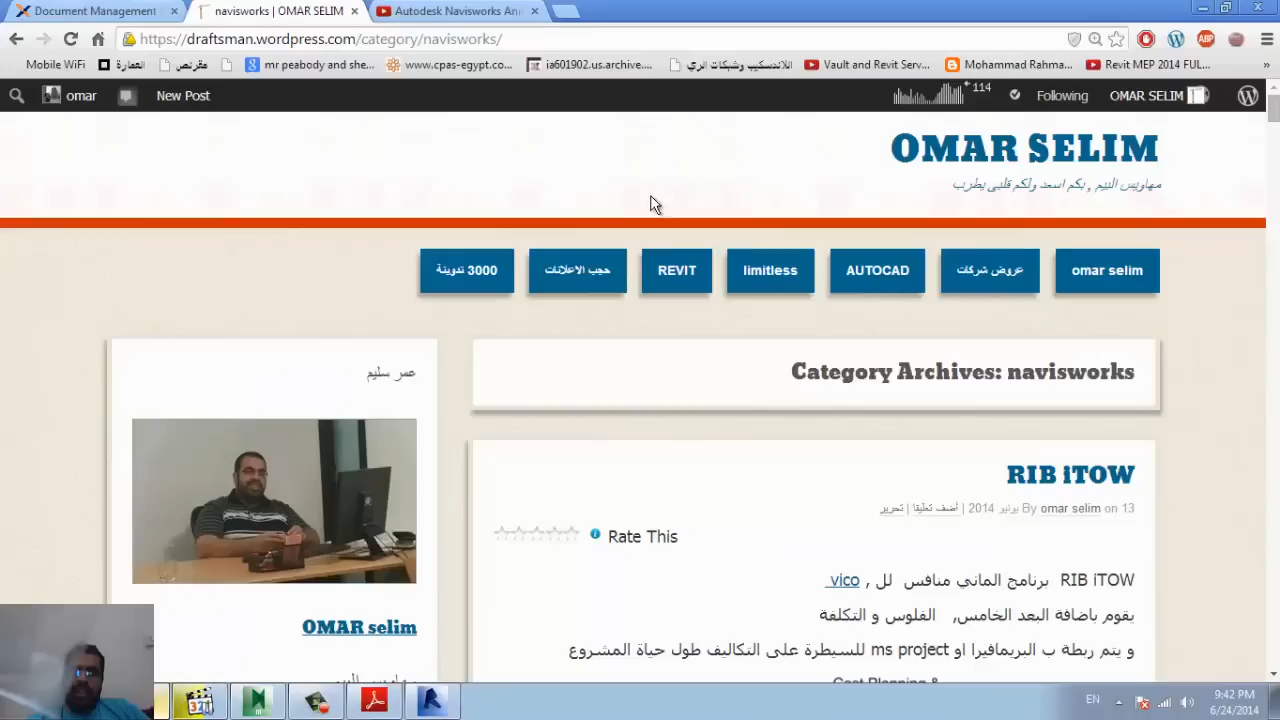 Document Management
navisworks | OMAR SELIM
Autodesk Navisworks An
https://draftsman.wordpress.com/category/navisworks/
Mobile WiFi
العمارة
مقرنص
mr peabody and she...
www.cpas-egypt.co...
ia601902.us.archive....
اللاندسكيب وشبكات الري
Vault and Revit Serv...
Mohammad Rahma...
Revit MEP 2014 FUL...
»
omar
New Post
114
Following
OMAR SELIM
OMAR SELIM
مهاويس البيم , بكم اسعد ولكم قلبى يطرب
3000 تدوينة
حجب الاعلانات
REVIT
limitless
AUTOCAD
عروض شركات
omar selim
عمر سليم
Category Archives: navisworks
RIB iTOW
أضف تعليقا | تحرير | 2014 يونير By omar selim on 13
Rate This
RIB iTOW برنامج الماني منافس لل , vico
يقوم باضافة البعد الخامس, الفلوس و التكلفة
و يتم ربطة ب البريمافيرا او ms project للسيطرة على التكاليف طول حياة المشروع
Cost Planning &
OMAR selim
EN
9:42 PM
6/24/2014